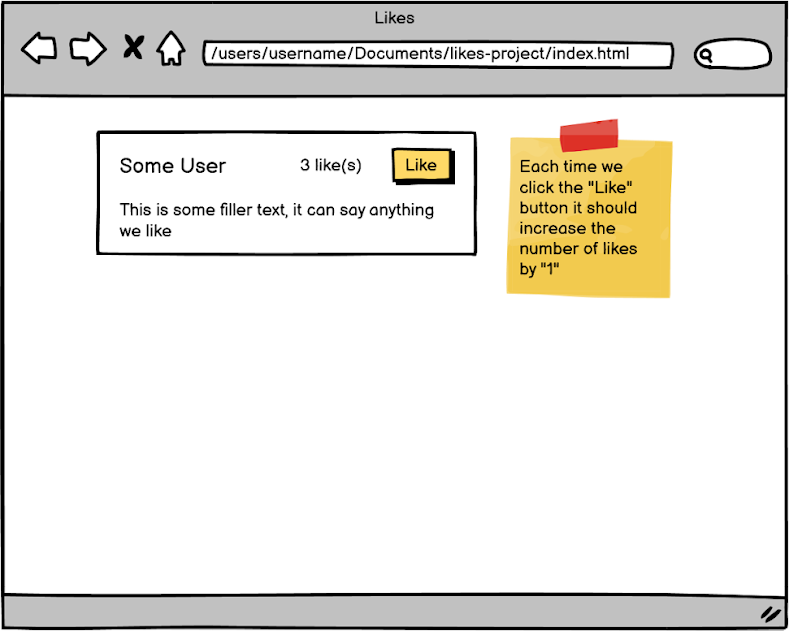 Likes
/users/username/Documents/likes-project/index.html
Some User
3 like(s)
Like
This is some filler text, it can say anything
we like
Each time we
click the "Like"
button it should
increase the
number of likes
by "1"